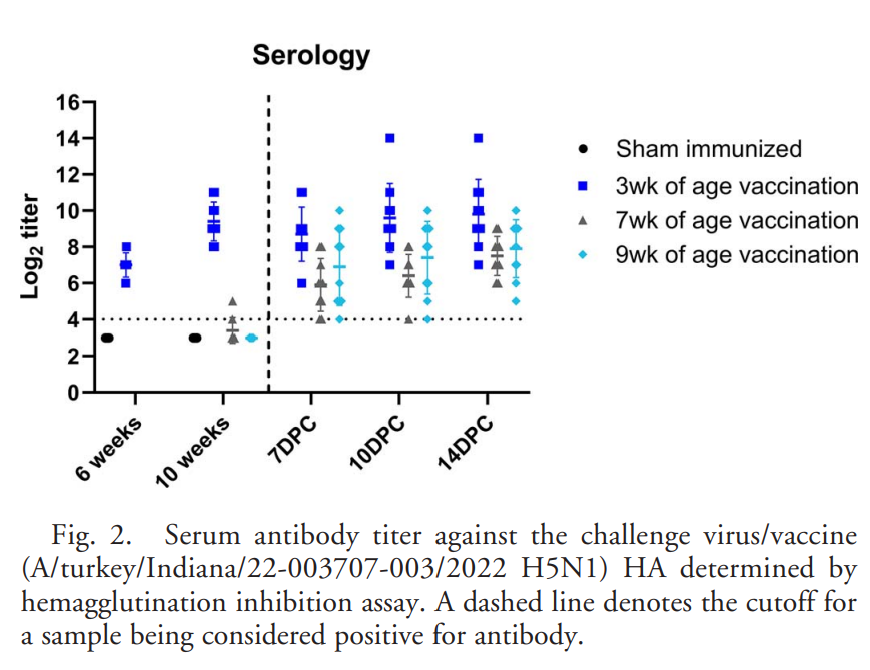 Serology
16
14
12
10
8
6
4
2
0
Log₂ titer
6 weeks
10 weeks
7DPC
10DPC
14DPC
Sham immunized
3wk of age vaccination
7wk of age vaccination
9wk of age vaccination
Fig. 2. Serum antibody titer against the challenge virus/vaccine
(A/turkey/Indiana/22-003707-003/2022 H5N1) HA determined by
hemagglutination inhibition assay. A dashed line denotes the cutoff for
a sample being considered positive for antibody.